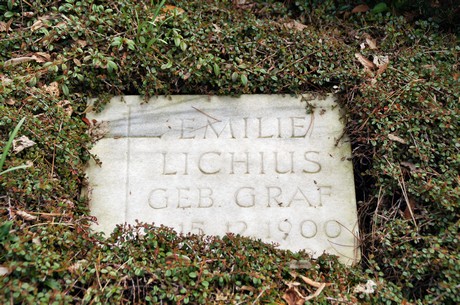 EMILIE
LICHIUS
GEB. GRAF
15. 12. 1900